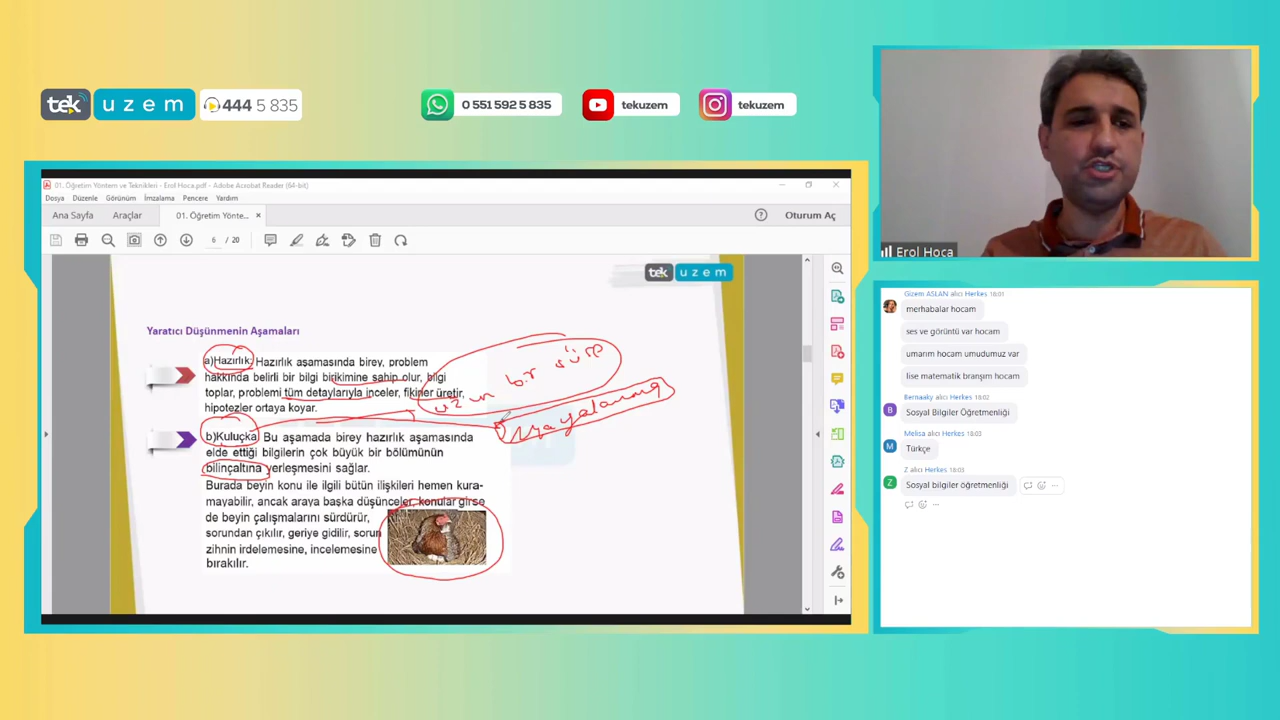 tek uzem 444 5 835
0 551 592 5 835
tekuzem
tekuzem
01. Öğretim Yöntem ve Teknikleri - Erol Hoca.pdf - Adobe Acrobat Reader (64-bit)
Dosya Düzenle Görünüm İmzalama Pencere Yardım
Ana Sayfa Araçlar 01. Öğretim Yönte... × ? Oturum Aç
6 / 20
tek uzem
Yaratıcı Düşünmenin Aşamaları
a)Hazırlık: Hazırlık aşamasında birey, problem
hakkında belirli bir bilgi birikimine sahip olur, bilgi
toplar, problemi tüm detaylarıyla inceler, fikirler üretir,
hipotezler ortaya koyar.
uzun bir süre
mayalanma
b)Kuluçka Bu aşamada birey hazırlık aşamasında
elde ettiği bilgilerin çok büyük bir bölümünün
bilinçaltına yerleşmesini sağlar.
Burada beyin konu ile ilgili bütün ilişkileri hemen kura-
mayabilir, ancak araya başka düşünceler, konular girse
de beyin çalışmalarını sürdürür,
sorundan çıkılır, geriye gidilir, sorun
zihnin irdelemesine, incelemesine
bırakılır.
Erol Hoca
Gizem ASLAN alıcı Herkes 18:01
merhabalar hocam
ses ve görüntü var hocam
umarım hocam umudumuz var
lise matematik branşım hocam
Bernaaky alıcı Herkes 18:02
B
Sosyal Bilgiler Öğretmenliği
Melisa alıcı Herkes 18:03
M
Türkçe
Z alıcı Herkes 18:03
Z
Sosyal bilgiler öğretmenliği